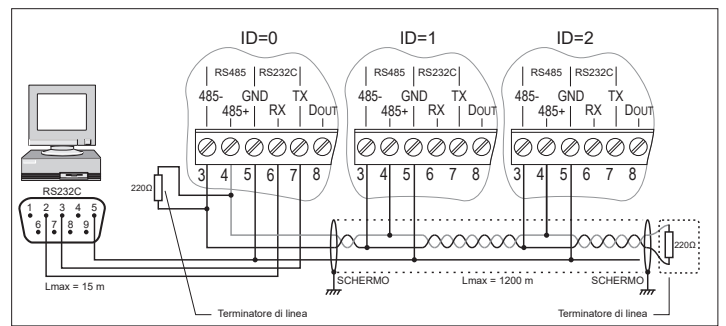 ID=0 ID=1 ID=2
RS485 RS232C RS485 RS232C RS485 RS232C
485- GND TX 485- GND TX 485- GND TX
485+ RX DOUT 485+ RX DOUT 485+ RX DOUT
3 4 5 6 7 8 3 4 5 6 7 8 3 4 5 6 7 8
RS232C
220Ω
1 2 3 4 5
6 7 8 9
220Ω
Lmax = 15 m
SCHERMO Lmax = 1200 m SCHERMO
Terminatore di linea Terminatore di linea